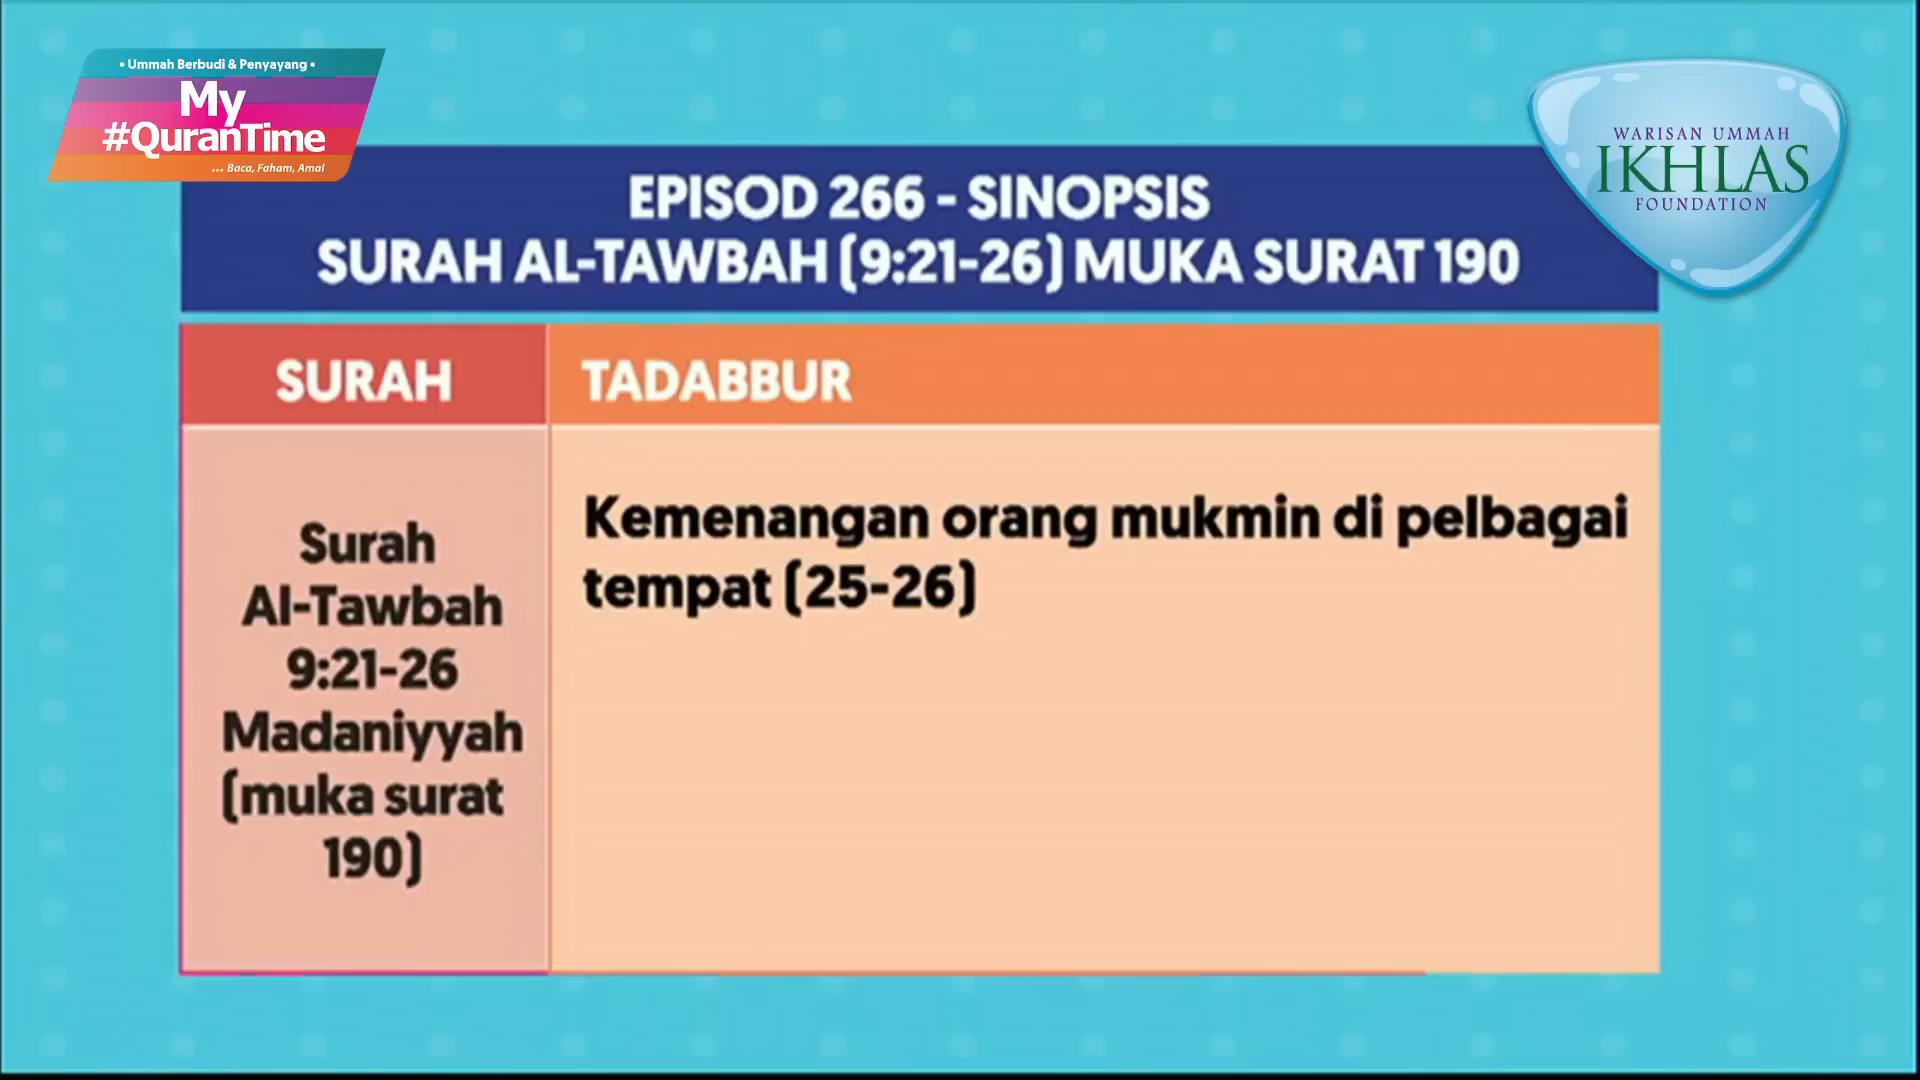 • Ummah Berbudi & Penyayang •
My
#QuranTime
... Baca, Faham, Amal
WARISAN UMMAH
IKHLAS
FOUNDATION
EPISOD 266 - SINOPSIS
SURAH AL-TAWBAH (9:21-26) MUKA SURAT 190
SURAH
TADABBUR
Surah
Al-Tawbah
9:21-26
Madaniyyah
(muka surat
190)
Kemenangan orang mukmin di pelbagai
tempat (25-26)